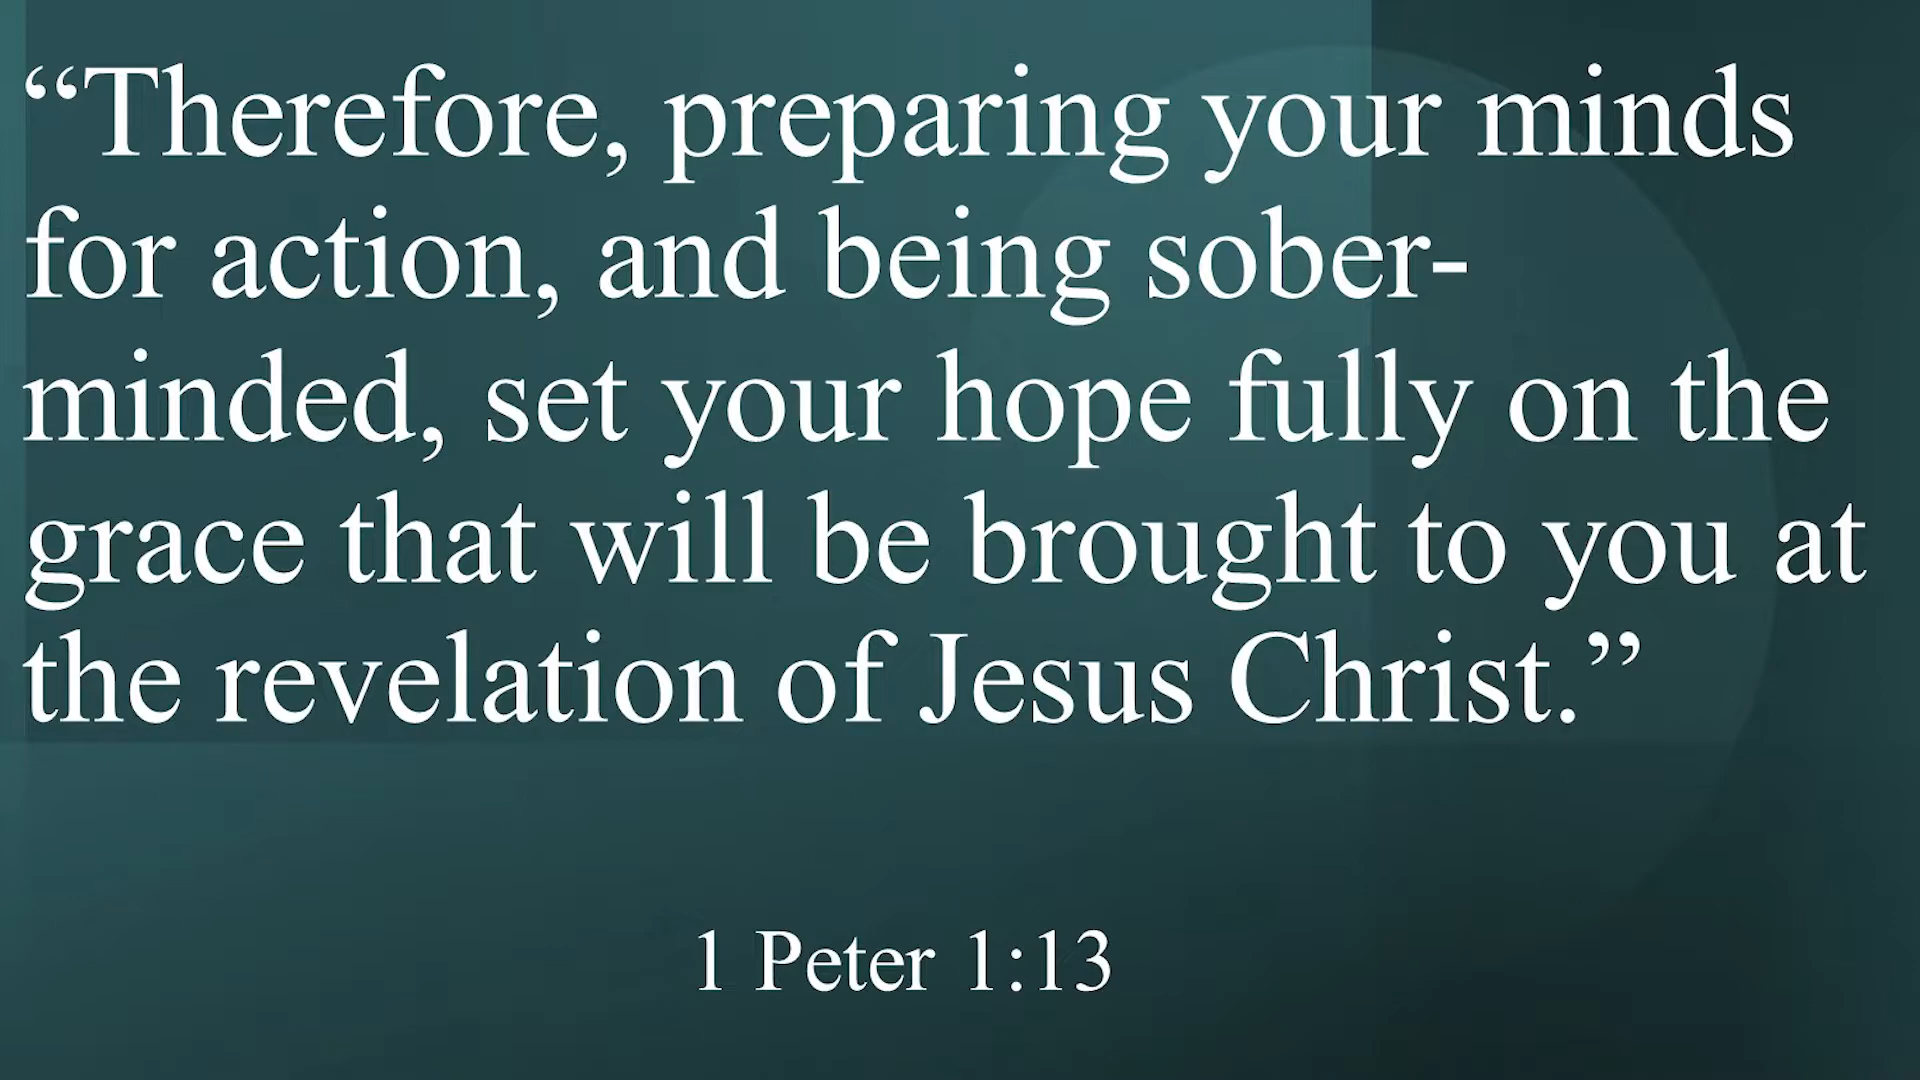 “Therefore, preparing your minds
for action, and being sober-
minded, set your hope fully on the
grace that will be brought to you at
the revelation of Jesus Christ.”
1 Peter 1:13